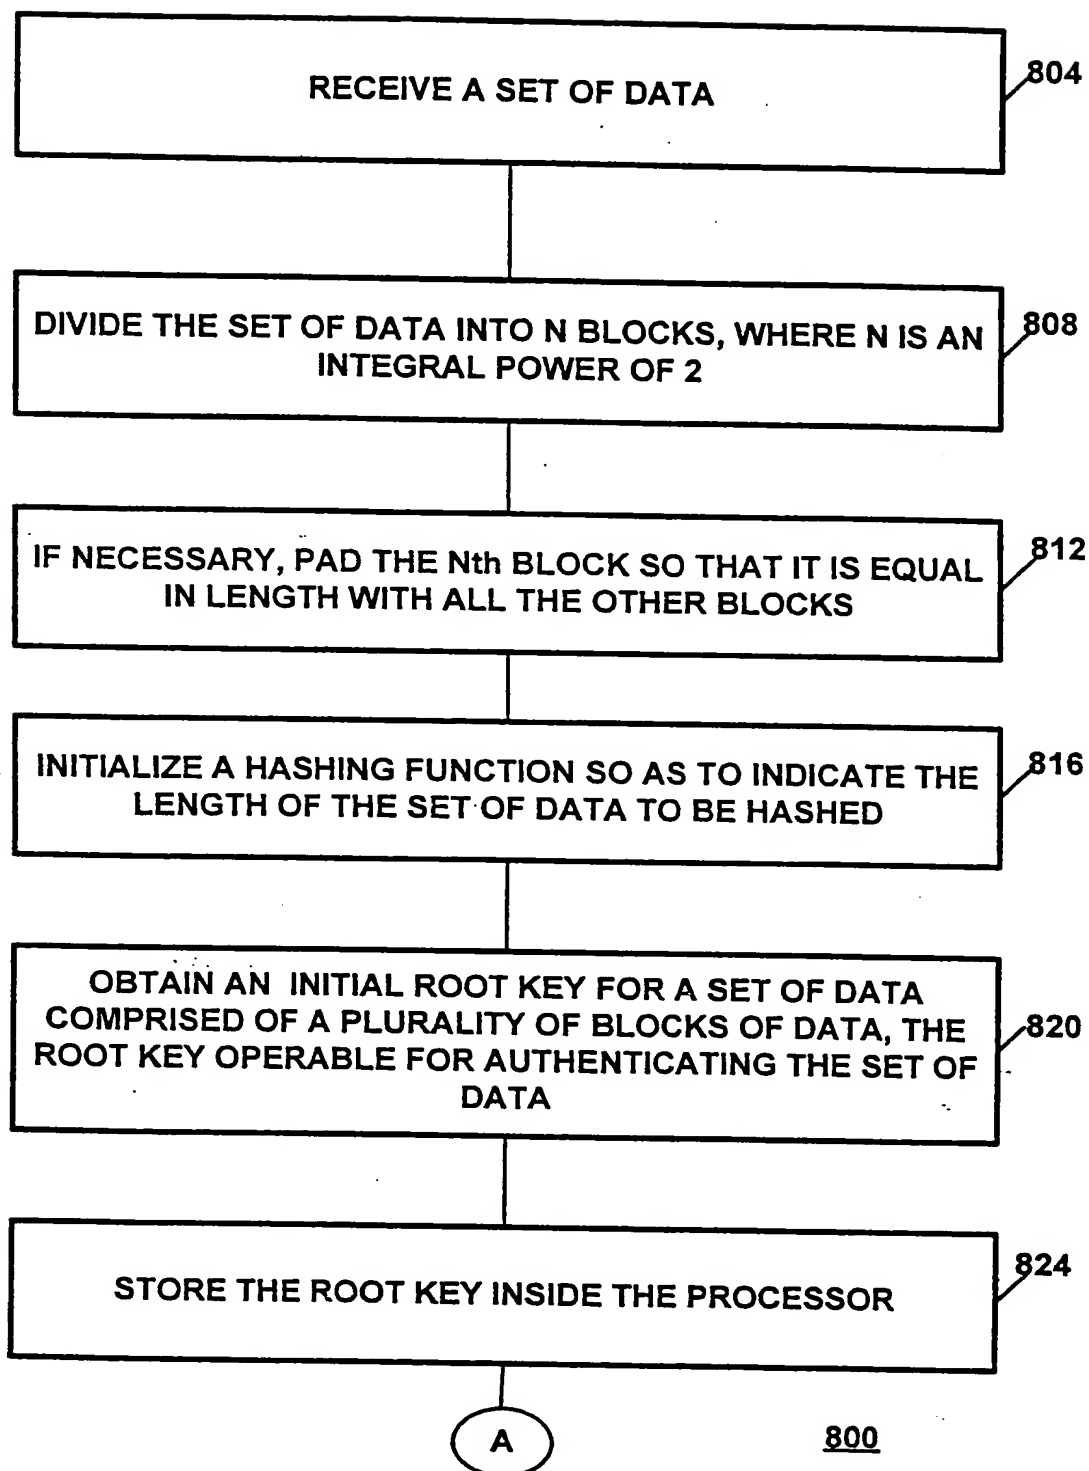 RECEIVE A SET OF DATA
804
DIVIDE THE SET OF DATA INTO N BLOCKS, WHERE N IS AN
INTEGRAL POWER OF 2
808
IF NECESSARY, PAD THE Nth BLOCK SO THAT IT IS EQUAL
IN LENGTH WITH ALL THE OTHER BLOCKS
812
INITIALIZE A HASHING FUNCTION SO AS TO INDICATE THE
LENGTH OF THE SET OF DATA TO BE HASHED
816
OBTAIN AN INITIAL ROOT KEY FOR A SET OF DATA
COMPRISED OF A PLURALITY OF BLOCKS OF DATA, THE
ROOT KEY OPERABLE FOR AUTHENTICATING THE SET OF
DATA
820
STORE THE ROOT KEY INSIDE THE PROCESSOR
824
A
800